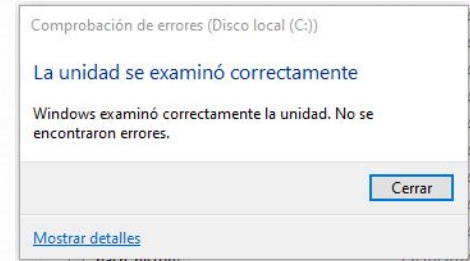 Comprobación de errores (Disco local (C:))
La unidad se examinó correctamente
Windows examinó correctamente la unidad. No se
encontraron errores.
Cerrar
Mostrar detalles